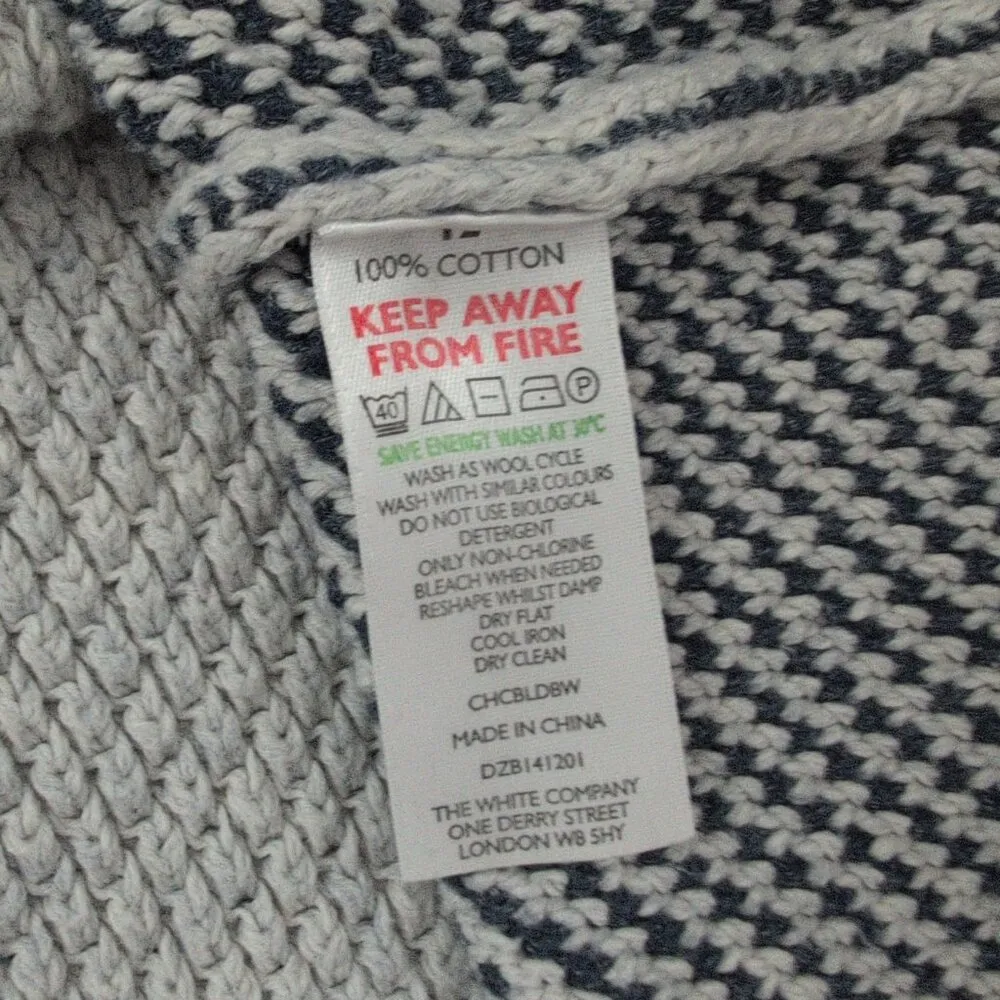 12
100% COTTON
KEEP AWAY
FROM FIRE
40 P
SAVE ENERGY WASH AT 30°C
WASH AS WOOL CYCLE
WASH WITH SIMILAR COLOURS
DO NOT USE BIOLOGICAL
DETERGENT
ONLY NON-CHLORINE
BLEACH WHEN NEEDED
RESHAPE WHILST DAMP
DRY FLAT
COOL IRON
DRY CLEAN
CHCBLDBW
MADE IN CHINA
DZB141201
THE WHITE COMPANY
ONE DERRY STREET
LONDON W8 5HY